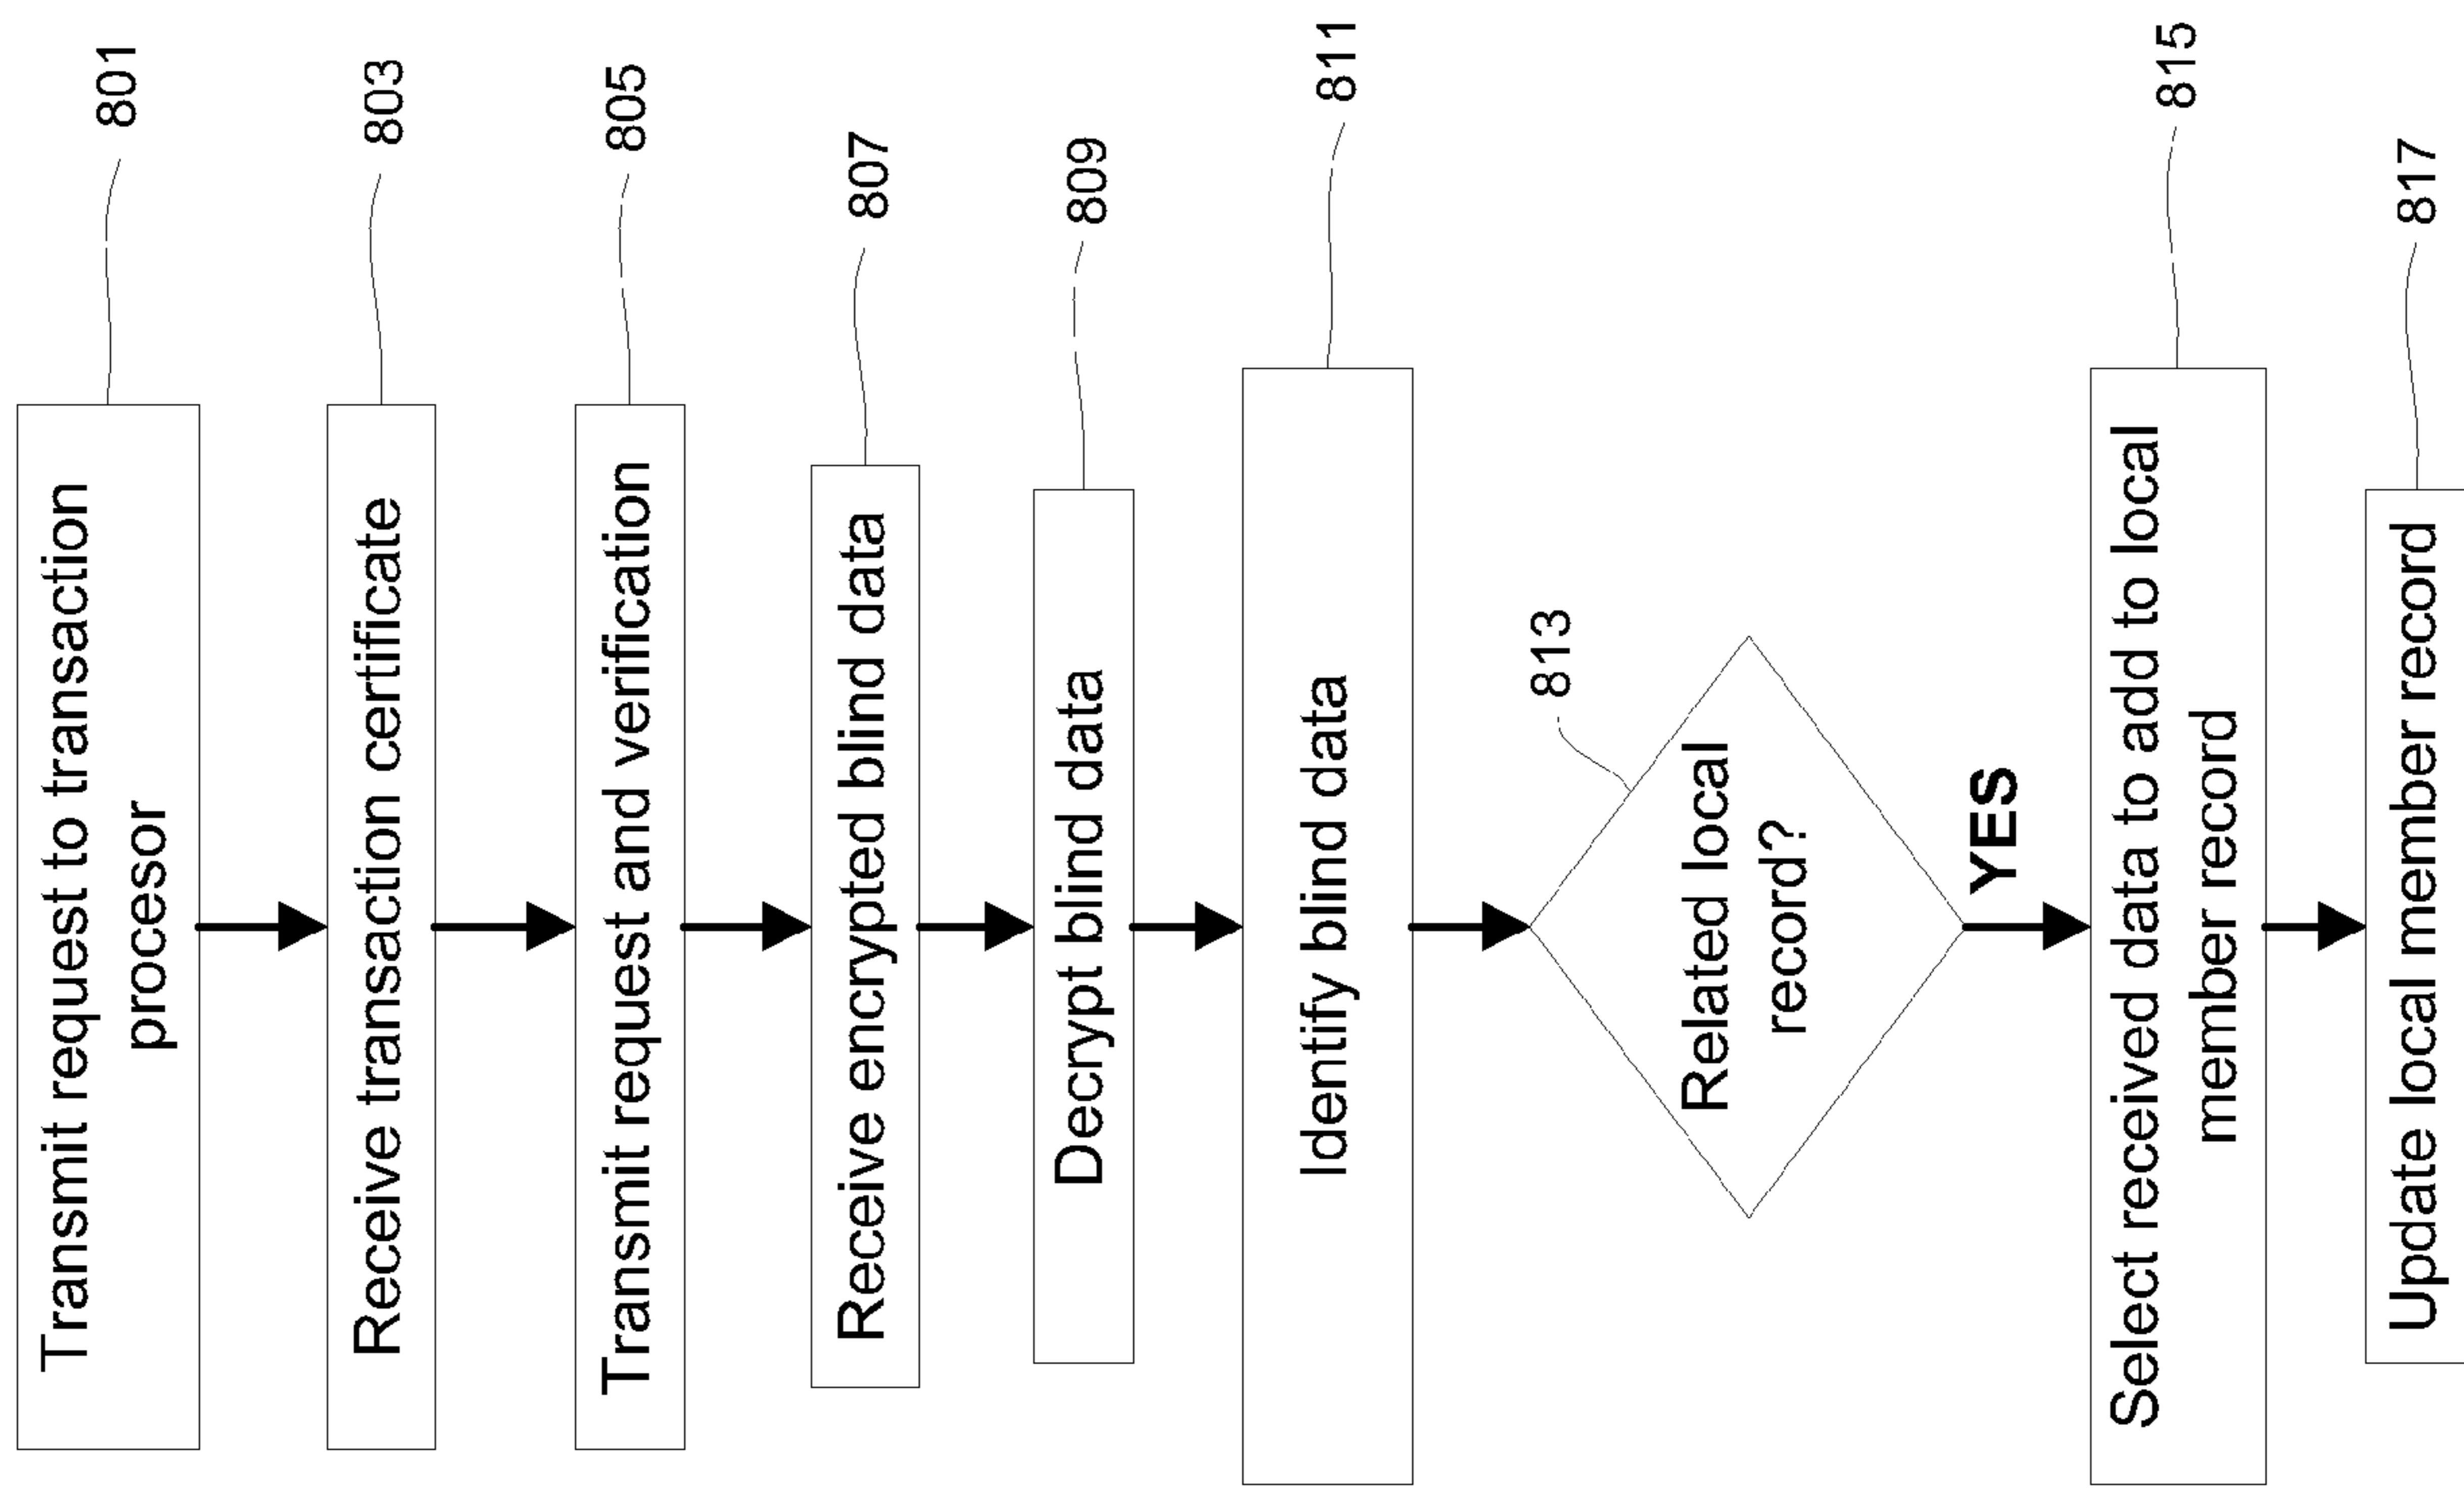 Transmit request to transaction
processor
801
Receive transaction certificate
803
Transmit request and verification
805
Receive encrypted blind data
807
Decrypt blind data
809
Identify blind data
811
Related local
record?
813
YES
Select received data to add to local
member record
815
Update local member record
817